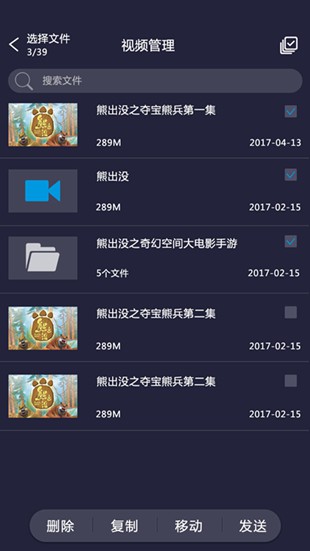 选择文件
3/39
视频管理
搜索文件
熊出没之夺宝熊兵第一集
289M
2017-04-13
熊出没
289M
2017-02-15
熊出没之奇幻空间大电影手游
5个文件
2017-02-15
熊出没之夺宝熊兵第二集
289M
2017-02-15
熊出没之夺宝熊兵第二集
289M
2017-02-15
删除 复制 移动 发送